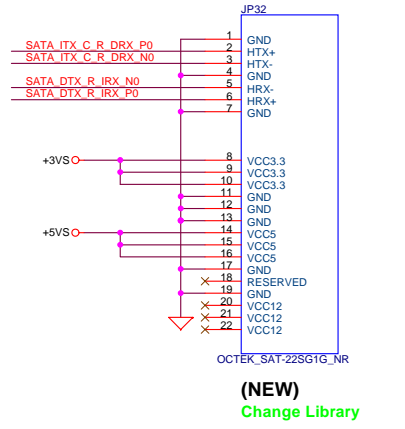 JP32
1 GND
SATA_ITX_C_R_DRX_P0 2 HTX+
SATA_ITX_C_R_DRX_N0 3 HTX-
4 GND
SATA_DTX_R_IRX_N0 5 HRX-
SATA_DTX_R_IRX_P0 6 HRX+
7 GND
+3VS 8 VCC3.3
9 VCC3.3
10 VCC3.3
11 GND
12 GND
13 GND
+5VS 14 VCC5
15 VCC5
16 VCC5
17 GND
18 RESERVED
19 GND
20 VCC12
21 VCC12
22 VCC12
OCTEK_SAT-22SG1G_NR
(NEW)
Change Library